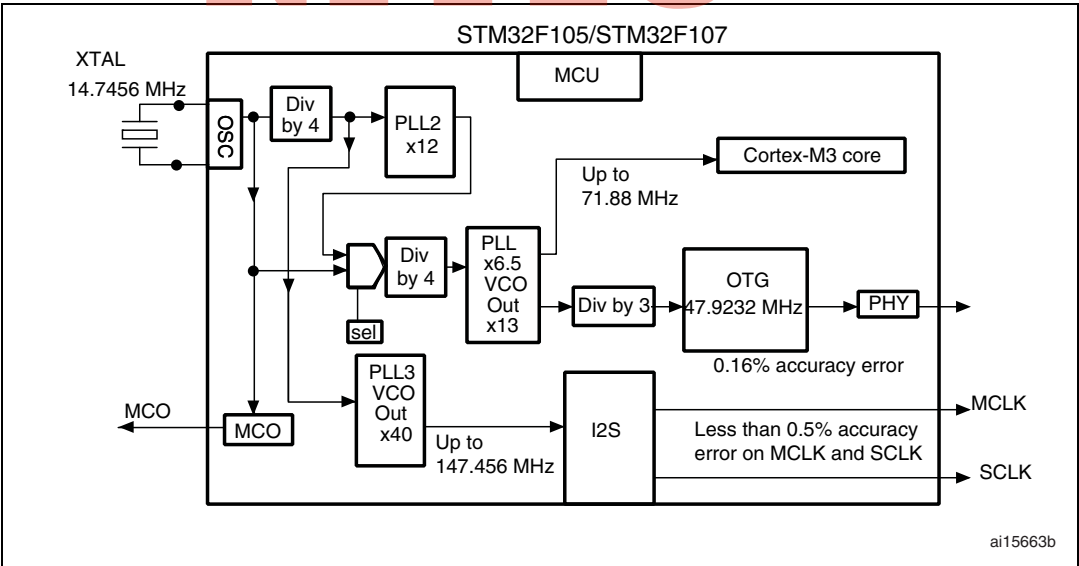 STM32F105/STM32F107
XTAL
14.7456 MHz
MCU
OSC
Div
by 4
PLL2
x12
Cortex-M3 core
Up to
71.88 MHz
PLL
x6.5
VCO
Out
x13
Div
by 4
sel
Div by 3
OTG
47.9232 MHz
PHY
0.16% accuracy error
PLL3
VCO
Out
x40
Up to
147.456 MHz
I2S
MCO
MCO
MCLK
Less than 0.5% accuracy
error on MCLK and SCLK
SCLK
ai15663b